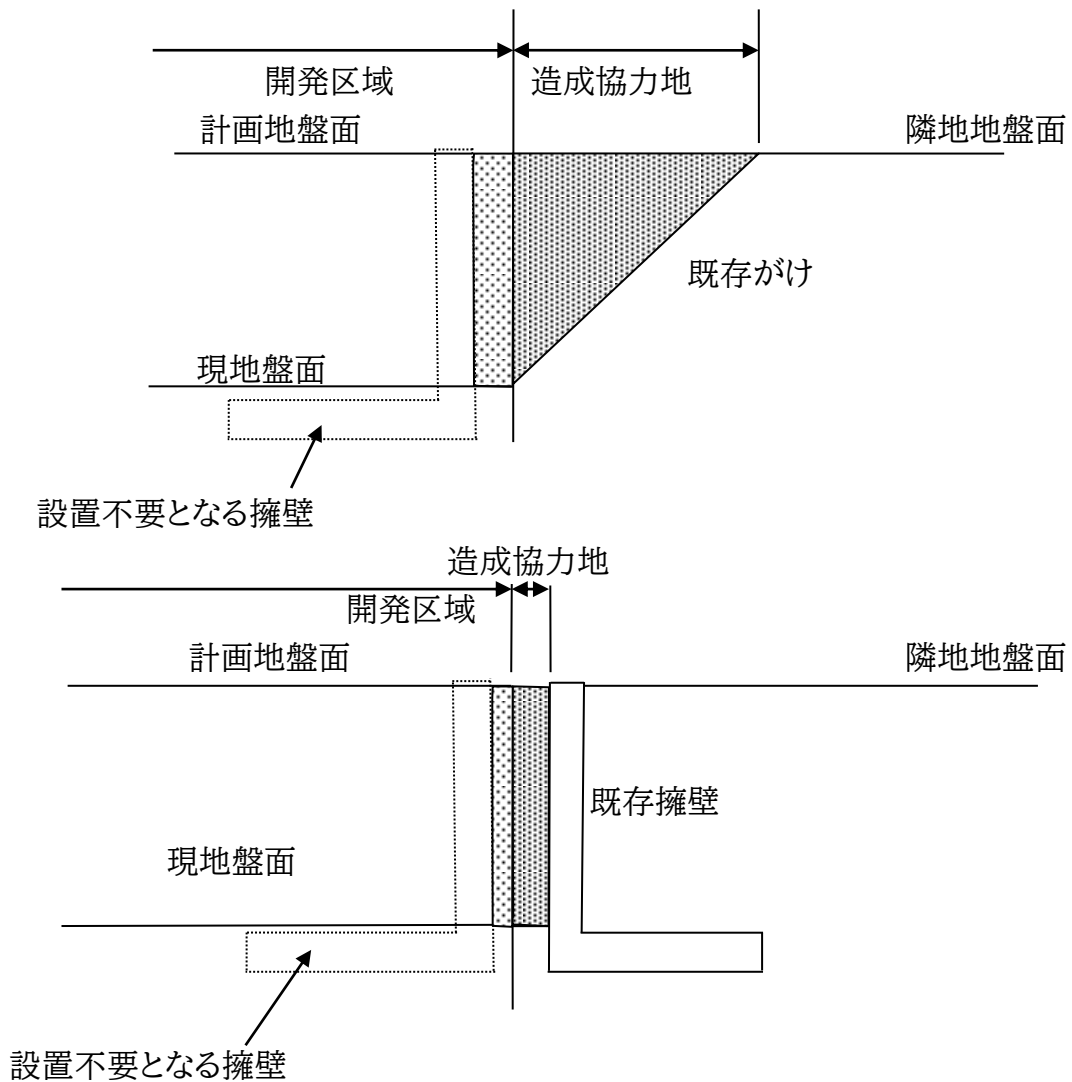 開発区域
造成協力地
計画地盤面
隣地地盤面
既存がけ
現地盤面
設置不要となる擁壁
造成協力地
開発区域
計画地盤面
隣地地盤面
既存擁壁
現地盤面
設置不要となる擁壁